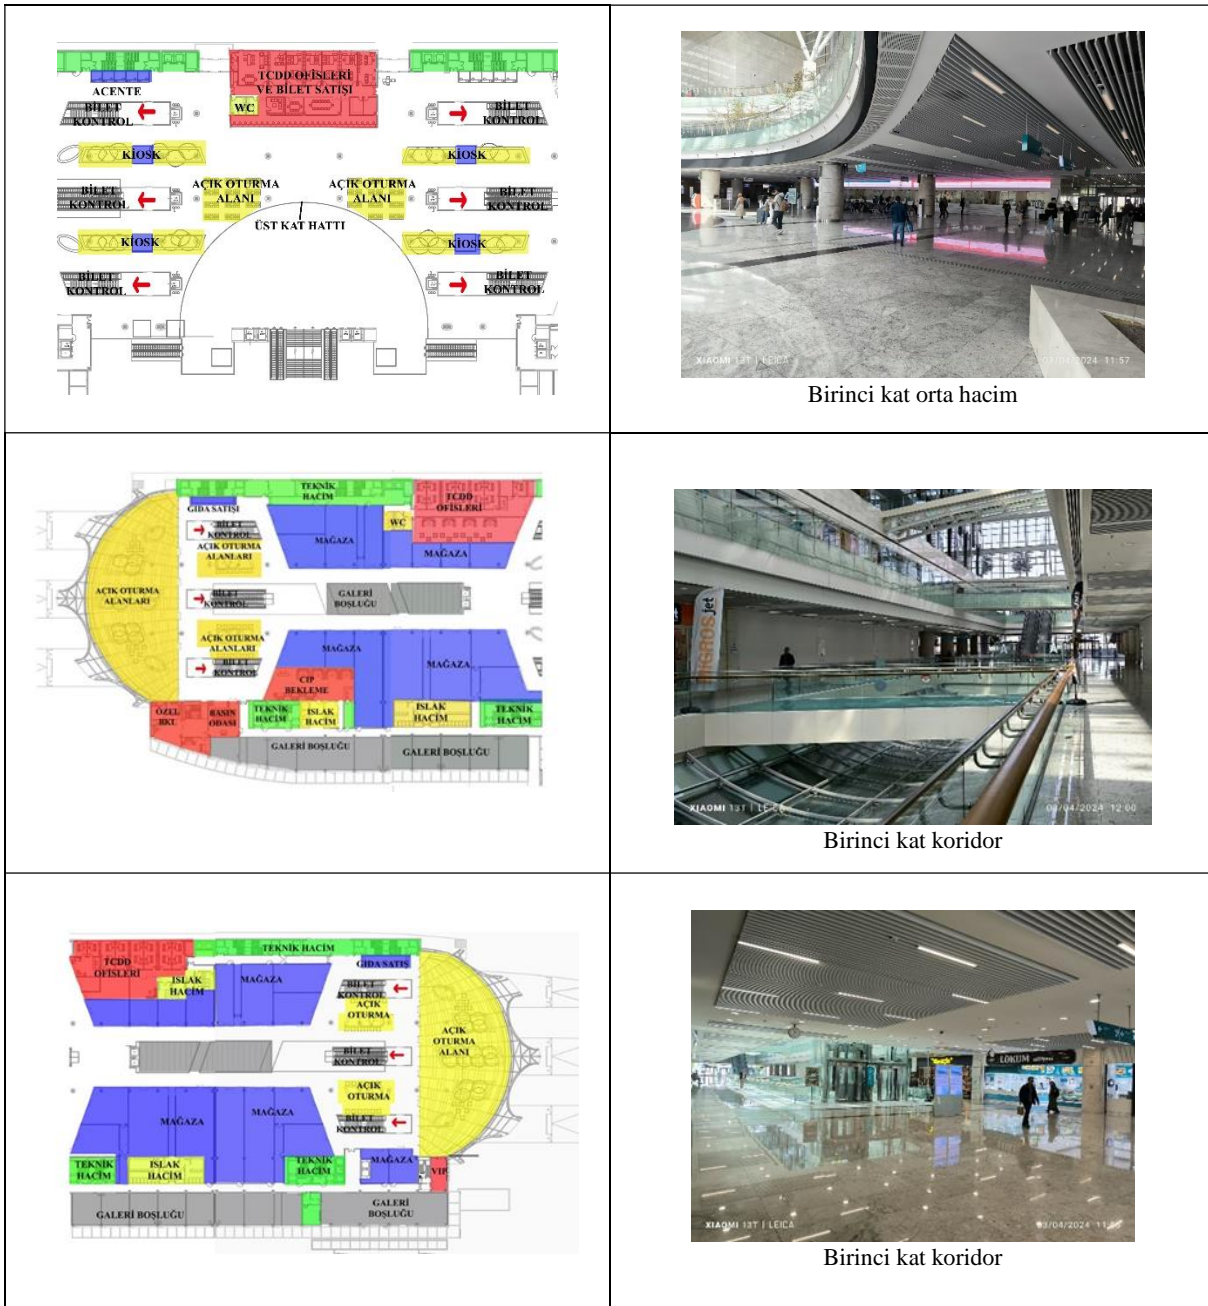 TCDD OFİSLERİ
VE BİLET SATIŞI
WC
ACENTE
BİLET
KONTROL
BİLET
KONTROL
KİOSK
KİOSK
AÇIK OTURMA
ALANI
AÇIK OTURMA
ALANI
BİLET
KONTROL
BİLET
KONTROL
ÜST KAT HATTI
KİOSK
KİOSK
BİLET
KONTROL
BİLET
KONTROL
XIAOMI 13T | LEICA
Birinci kat orta hacim
TEKNİK
HACİM
TCDD
OFİSLERİ
GIDA SATIŞI
BİLET
KONTROL
WC
MAĞAZA
MAĞAZA
AÇIK OTURMA
ALANLARI
AÇIK OTURMA
ALANLARI
BİLET
KONTROL
GALERİ
BOŞLUĞU
AÇIK OTURMA
ALANLARI
BİLET
KONTROL
MAĞAZA
MAĞAZA
CIP
BEKLEME
ÖZEL
BASIN
ODASI
TEKNİK
HACİM
ISLAK
HACİM
ISLAK
HACİM
TEKNİK
HACİM
GALERİ BOŞLUĞU
GALERİ BOŞLUĞU
MIGROS jet
XIAOMI 13T | LEICA
03/04/2024 12:00
Birinci kat koridor
TEKNİK HACİM
TCDD
OFİSLERİ
ISLAK
HACİM
MAĞAZA
GIDA SATIŞ
BİLET
KONTROL
AÇIK
OTURMA
AÇIK
OTURMA
ALANI
BİLET
KONTROL
AÇIK
OTURMA
BİLET
KONTROL
MAĞAZA
MAĞAZA
TEKNİK
HACİM
ISLAK
HACİM
TEKNİK
HACİM
MAĞAZA
VIP
GALERİ BOŞLUĞU
GALERİ
BOŞLUĞU
LOKUM
XIAOMI 13T | LEICA
Birinci kat koridor